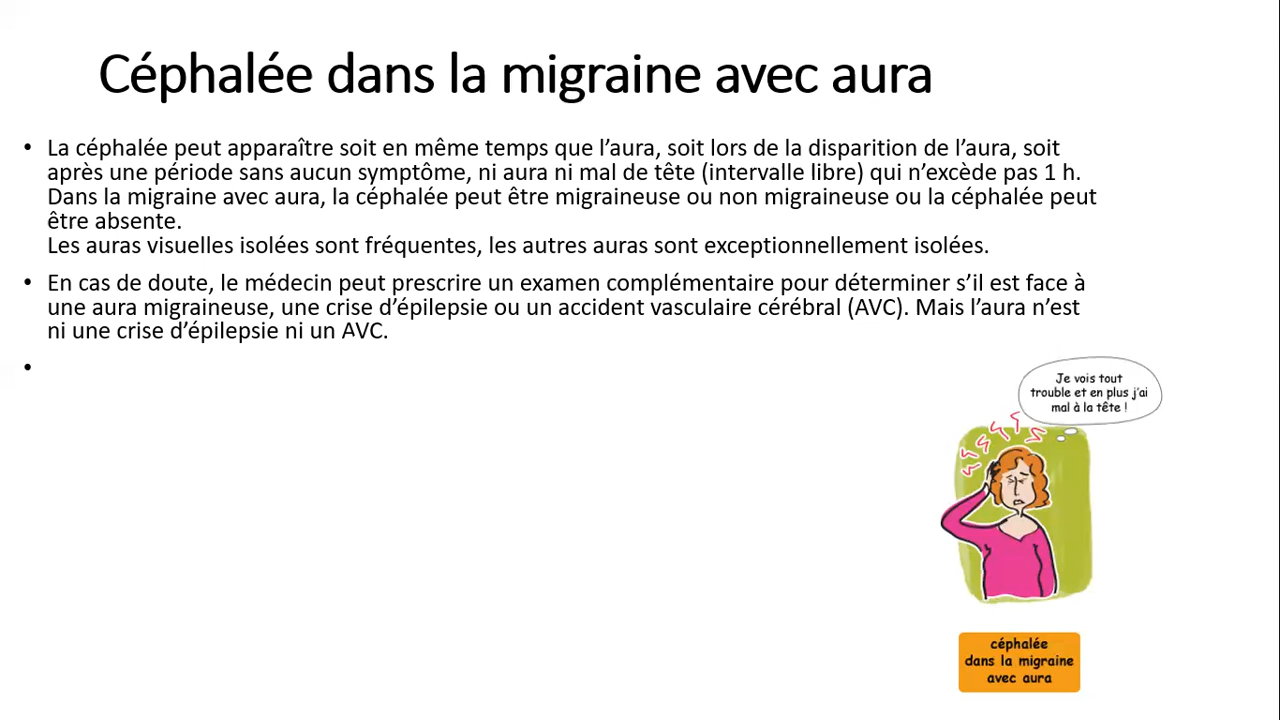 Céphalée dans la migraine avec aura
• La céphalée peut apparaître soit en même temps que l’aura, soit lors de la disparition de l’aura, soit
après une période sans aucun symptôme, ni aura ni mal de tête (intervalle libre) qui n’excède pas 1 h.
Dans la migraine avec aura, la céphalée peut être migraineuse ou non migraineuse ou la céphalée peut
être absente.
Les auras visuelles isolées sont fréquentes, les autres auras sont exceptionnellement isolées.
• En cas de doute, le médecin peut prescrire un examen complémentaire pour déterminer s’il est face à
une aura migraineuse, une crise d’épilepsie ou un accident vasculaire cérébral (AVC). Mais l’aura n’est
ni une crise d’épilepsie ni un AVC.
•
Je vois tout
trouble et en plus j’ai
mal à la tête !
céphalée
dans la migraine
avec aura